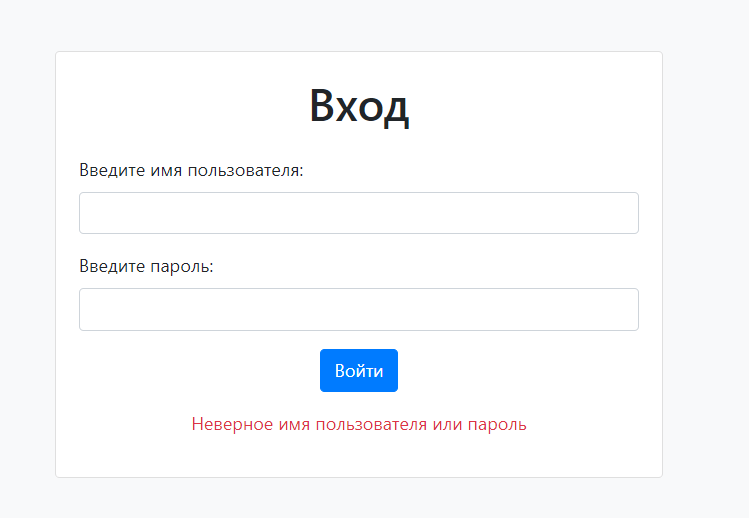 Вход
Введите имя пользователя:
Введите пароль:
Войти
Неверное имя пользователя или пароль